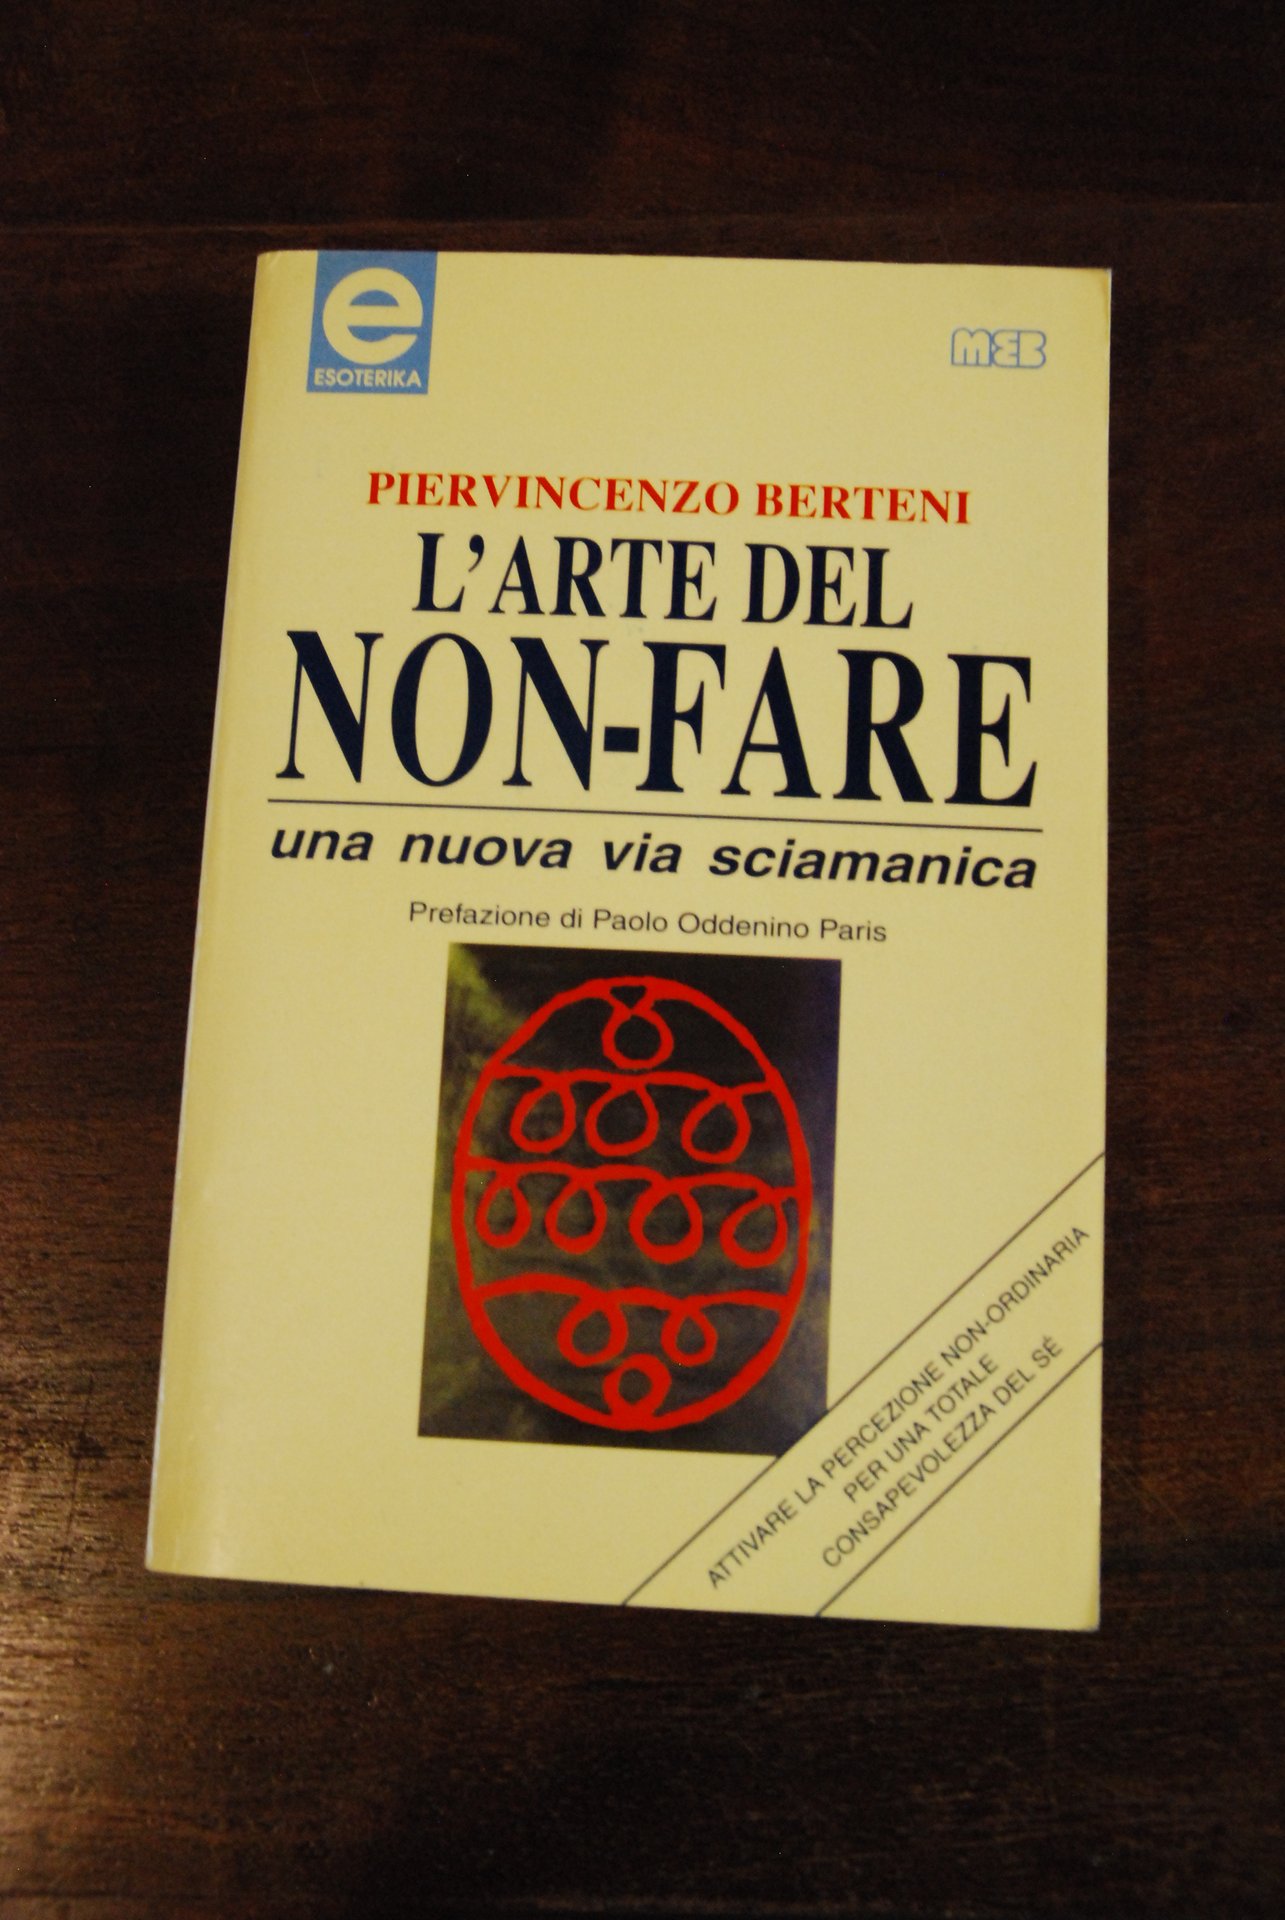 e
ESOTERIKA
MEB
PIERVINCENZO BERTENI
L'ARTE DEL
NON-FARE
una nuova via sciamanica
Prefazione di Paolo Oddenino Paris
ATTIVARE LA PERCEZIONE NON-ORDINARIA
PER UNA TOTALE
CONSAPEVOLEZZA DEL SÉ